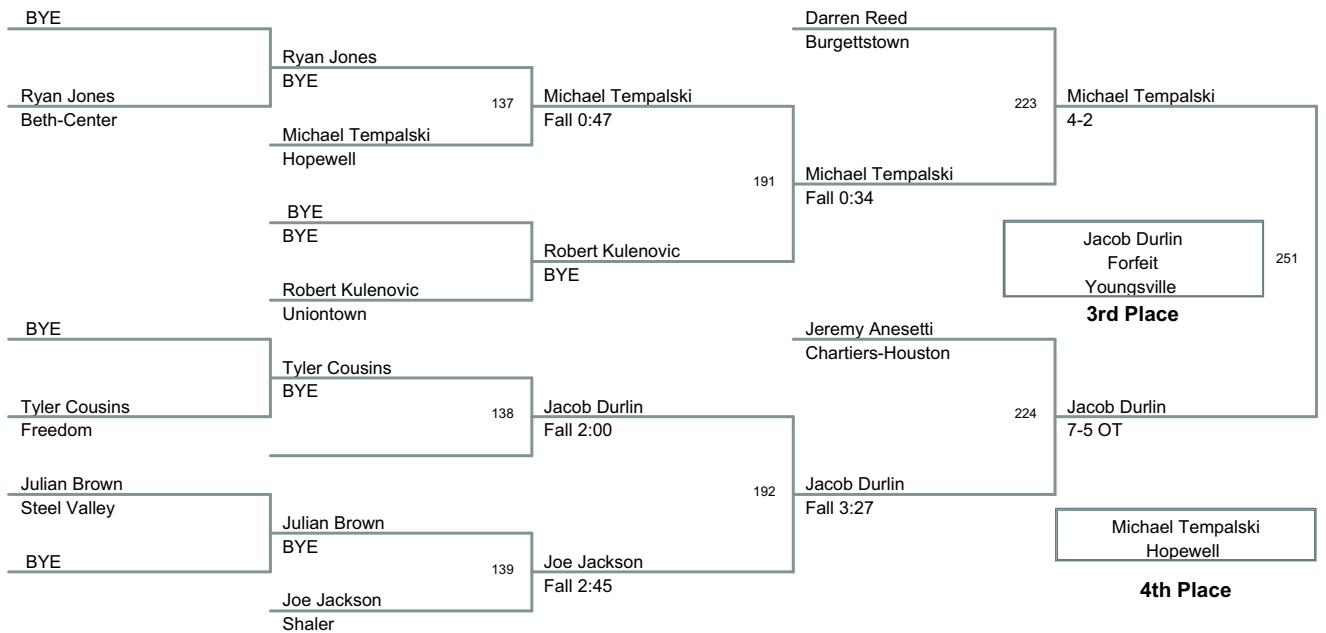 BYE
Ryan Jones
Beth-Center
Ryan Jones
BYE
Michael Tempalski
Hopewell
137
Michael Tempalski
Fall 0:47
BYE
BYE
Robert Kulenovic
Uniontown
Robert Kulenovic
BYE
191
Michael Tempalski
Fall 0:34
Darren Reed
Burgettstown
223
Michael Tempalski
4-2
Jacob Durlin
Forfeit
Youngsville
251
3rd Place
BYE
Tyler Cousins
Freedom
Tyler Cousins
BYE
138
Jacob Durlin
Fall 2:00
Julian Brown
Steel Valley
BYE
Julian Brown
BYE
Joe Jackson
Shaler
139
Joe Jackson
Fall 2:45
192
Jacob Durlin
Fall 3:27
Jeremy Anesetti
Chartiers-Houston
224
Jacob Durlin
7-5 OT
Michael Tempalski
Hopewell
4th Place